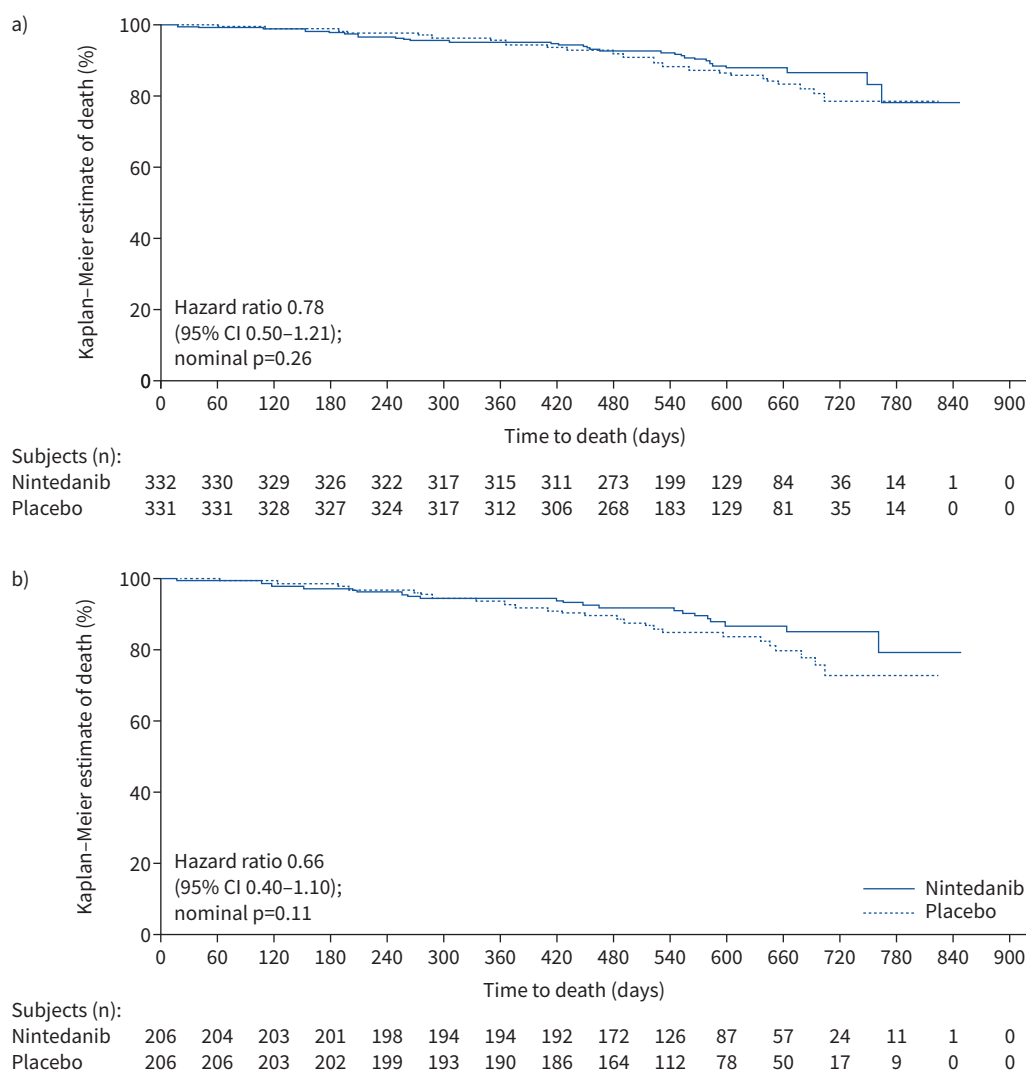 a)
Kaplan–Meier estimate of death (%)
100
80
60
40
20
0
Hazard ratio 0.78
(95% CI 0.50–1.21);
nominal p=0.26
0 60 120 180 240 300 360 420 480 540 600 660 720 780 840 900
Time to death (days)
Subjects (n):
Nintedanib 332 330 329 326 322 317 315 311 273 199 129 84 36 14 1 0
Placebo 331 331 328 327 324 317 312 306 268 183 129 81 35 14 0 0
b)
Kaplan–Meier estimate of death (%)
100
80
60
40
20
0
Hazard ratio 0.66
(95% CI 0.40–1.10);
nominal p=0.11
Nintedanib
Placebo
0 60 120 180 240 300 360 420 480 540 600 660 720 780 840 900
Time to death (days)
Subjects (n):
Nintedanib 206 204 203 201 198 194 194 192 172 126 87 57 24 11 1 0
Placebo 206 206 203 202 199 193 190 186 164 112 78 50 17 9 0 0